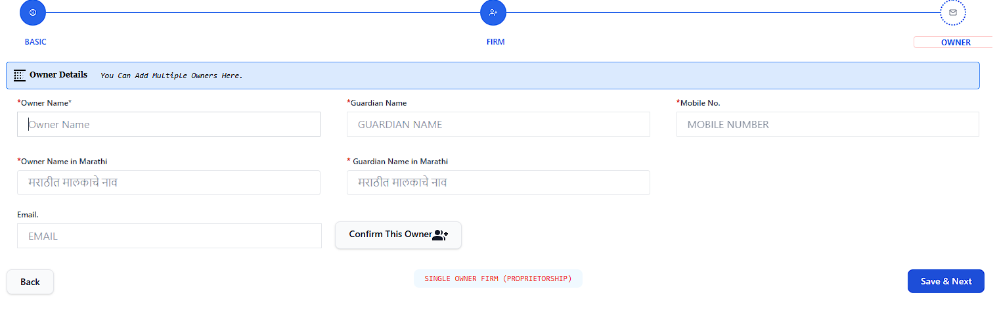 BASIC FIRM OWNER
Owner Details You Can Add Multiple Owners Here.
*Owner Name* *Guardian Name *Mobile No.
Owner Name GUARDIAN NAME MOBILE NUMBER
*Owner Name in Marathi * Guardian Name in Marathi
मराठीत मालकाचे नाव मराठीत मालकाचे नाव
Email.
EMAIL Confirm This Owner
Back SINGLE OWNER FIRM (PROPRIETORSHIP) Save & Next